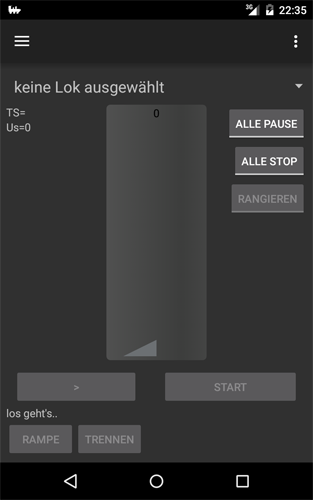 3G 22:35
keine Lok ausgewählt
TS=
Us=0
0
ALLE PAUSE
ALLE STOP
RANGIEREN
> START
los geht's..
RAMPE TRENNEN